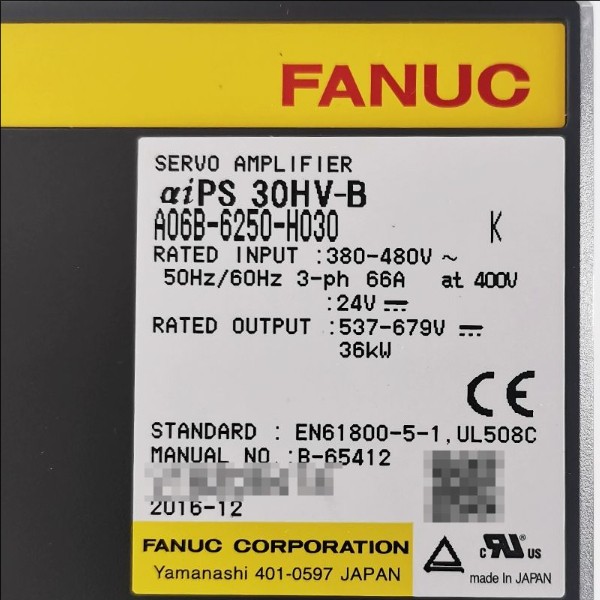 FANUC
SERVO AMPLIFIER
αiPS 30HV-B
A06B-6250-H030 K
RATED INPUT :380-480V ~
50Hz/60Hz 3-ph 66A at 400V
:24V ⎓
RATED OUTPUT :537-679V ⎓
36kW
CE
STANDARD : EN61800-5-1,UL508C
MANUAL NO.:B-65412
2016-12
FANUC CORPORATION
Yamanashi 401-0597 JAPAN
c RU US
made in JAPAN